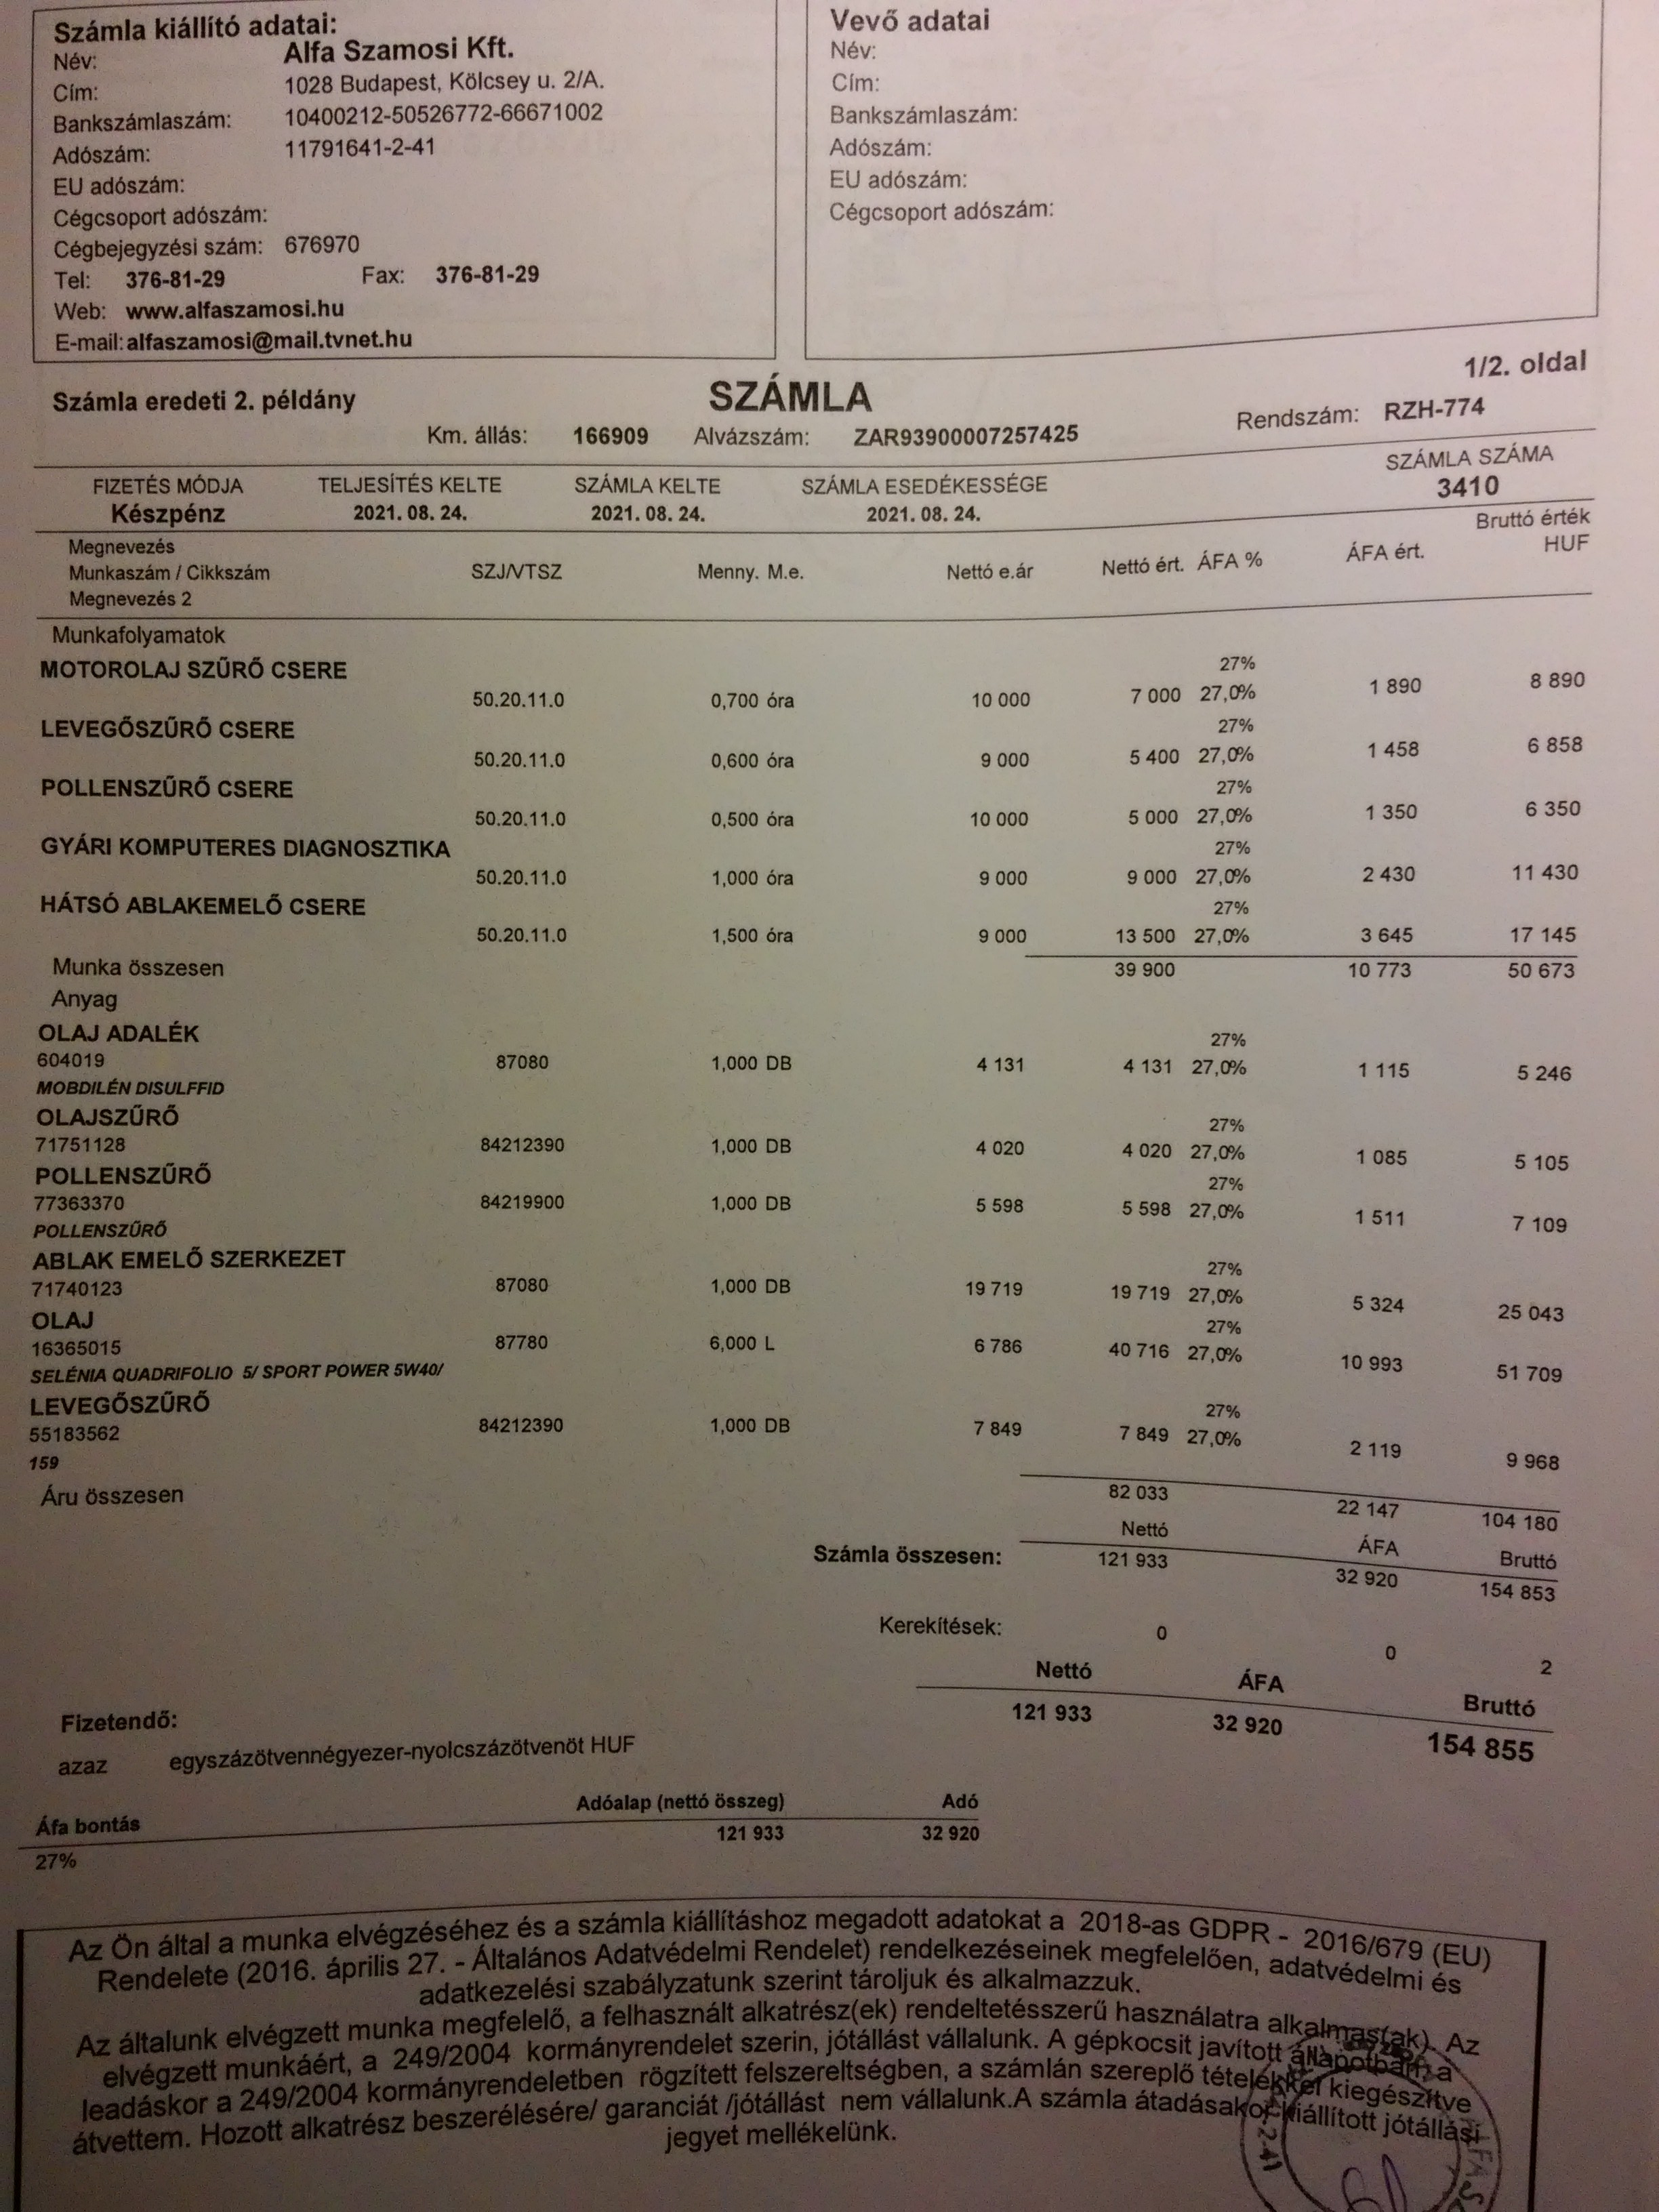 Számla kiállító adatai:
Név: Alfa Szamosi Kft.
Cím: 1028 Budapest, Kölcsey u. 2/A.
Bankszámlaszám: 10400212-50526772-66671002
Adószám: 11791641-2-41
EU adószám:
Cégcsoport adószám:
Cégbejegyzési szám: 676970
Tel: 376-81-29 Fax: 376-81-29
Web: www.alfaszamosi.hu
E-mail: alfaszamosi@mail.tvnet.hu
Vevő adatai
Név:
Cím:
Bankszámlaszám:
Adószám:
EU adószám:
Cégcsoport adószám:
1/2. oldal
Számla eredeti 2. példány SZÁMLA
Km. állás: 166909 Alvázszám: ZAR93900007257425 Rendszám: RZH-774
FIZETÉS MÓDJA TELJESÍTÉS KELTE SZÁMLA KELTE SZÁMLA ESEDÉKESSÉGE SZÁMLA SZÁMA
Készpénz 2021. 08. 24. 2021. 08. 24. 2021. 08. 24. 3410
Megnevezés Bruttó érték
Munkaszám / Cikkszám SZJ/VTSZ Menny. M.e. Nettó e.ár Nettó ért. ÁFA % ÁFA ért. HUF
Megnevezés 2
Munkafolyamatok
MOTOROLAJ SZŰRŐ CSERE 27%
50.20.11.0 0,700 óra 10 000 7 000 27,0% 1 890 8 890
LEVEGŐSZŰRŐ CSERE 27%
50.20.11.0 0,600 óra 9 000 5 400 27,0% 1 458 6 858
POLLENSZŰRŐ CSERE 27%
50.20.11.0 0,500 óra 10 000 5 000 27,0% 1 350 6 350
GYÁRI KOMPUTERES DIAGNOSZTIKA 27%
50.20.11.0 1,000 óra 9 000 9 000 27,0% 2 430 11 430
HÁTSÓ ABLAKEMELŐ CSERE 27%
50.20.11.0 1,500 óra 9 000 13 500 27,0% 3 645 17 145
Munka összesen 39 900 10 773 50 673
Anyag
OLAJ ADALÉK 27%
604019 87080 1,000 DB 4 131 4 131 27,0% 1 115 5 246
MOBDILÉN DISULFFID
OLAJSZŰRŐ 27%
71751128 84212390 1,000 DB 4 020 4 020 27,0% 1 085 5 105
POLLENSZŰRŐ 27%
77363370 84219900 1,000 DB 5 598 5 598 27,0% 1 511 7 109
POLLENSZŰRŐ
ABLAK EMELŐ SZERKEZET 27%
71740123 87080 1,000 DB 19 719 19 719 27,0% 5 324 25 043
OLAJ 27%
16365015 87780 6,000 L 6 786 40 716 27,0% 10 993 51 709
SELÉNIA QUADRIFOLIO 5/ SPORT POWER 5W40/
LEVEGŐSZŰRŐ 27%
55183562 84212390 1,000 DB 7 849 7 849 27,0% 2 119 9 968
159
Áru összesen 82 033 22 147 104 180
Nettó ÁFA Bruttó
Számla összesen: 121 933 32 920 154 853
Kerekítések: 0 0 2
Nettó ÁFA Bruttó
Fizetendő: 121 933 32 920 154 855
azaz egyszázötvennégyezer-nyolcszázötvenöt HUF
Áfa bontás Adóalap (nettó összeg) Adó
27% 121 933 32 920
Az Ön által a munka elvégzéséhez és a számla kiállításhoz megadott adatokat a 2018-as GDPR - 2016/679 (EU)
Rendelete (2016. április 27. - Általános Adatvédelmi Rendelet) rendelkezéseinek megfelelően, adatvédelmi és
adatkezelési szabályzatunk szerint tároljuk és alkalmazzuk.
Az általunk elvégzett munka megfelelő, a felhasznált alkatrész(ek) rendeltetésszerű használatra alkalmas(ak). Az
elvégzett munkáért, a 249/2004 kormányrendelet szerin, jótállást vállalunk. A gépkocsit javított állapotban a
leadáskor a 249/2004 kormányrendeletben rögzített felszereltségben, a számlán szereplő tételekkel kiegészítve
átvettem. Hozott alkatrész beszerélésére/ garanciát /jótállást nem vállalunk.A számla átadásakor kiállított jótállási
jegyet mellékelünk.